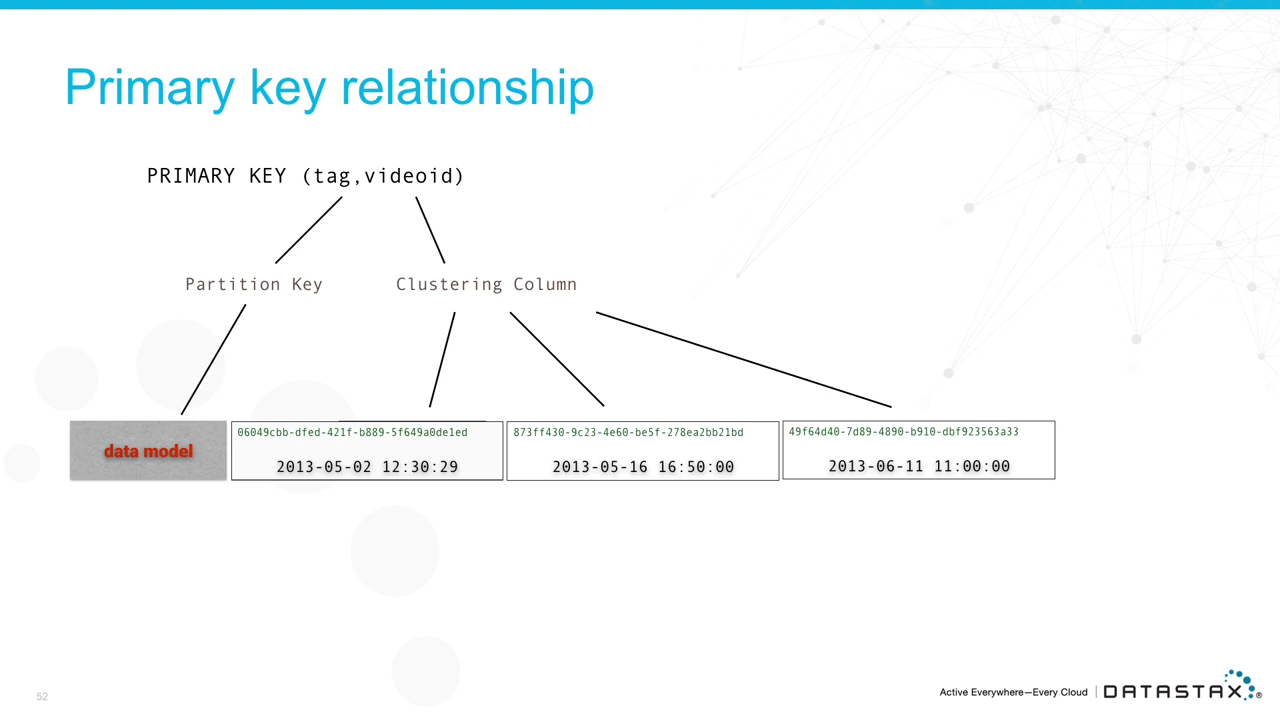 Primary key relationship
PRIMARY KEY (tag,videoid)
Partition Key
Clustering Column
data model
06049cbb-dfed-421f-b889-5f649a0de1ed
2013-05-02 12:30:29
873ff430-9c23-4e60-be5f-278ea2bb21bd
2013-05-16 16:50:00
49f64d40-7d89-4890-b910-dbf923563a33
2013-06-11 11:00:00
52
Active Everywhere—Every Cloud | DATASTAX®